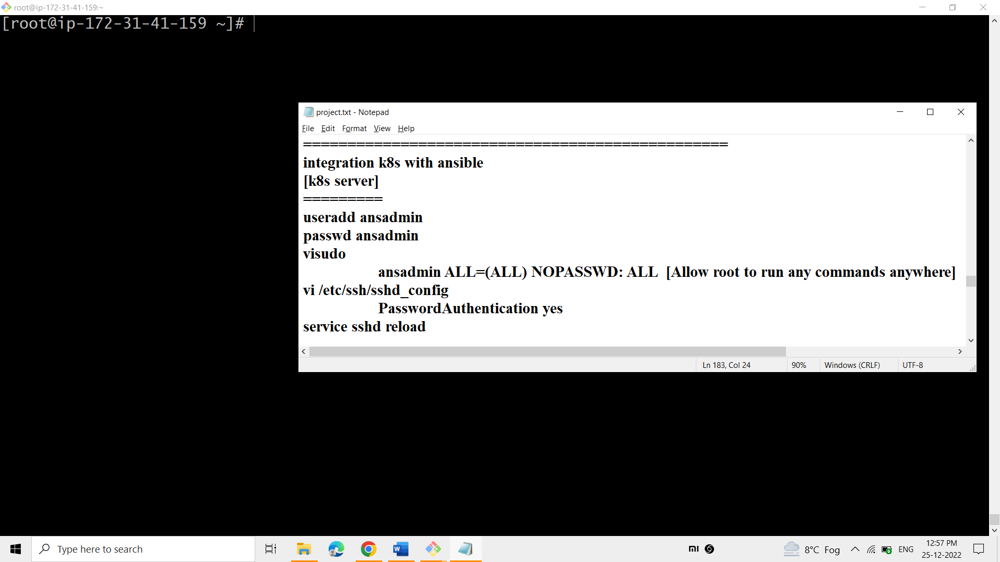 root@ip-172-31-41-159:~
[root@ip-172-31-41-159 ~]#
project.txt - Notepad
File Edit Format View Help
================================================
integration k8s with ansible
[k8s server]
=========
useradd ansadmin
passwd ansadmin
visudo
ansadmin ALL=(ALL) NOPASSWD: ALL  [Allow root to run any commands anywhere]
vi /etc/ssh/sshd_config
PasswordAuthentication yes
service sshd reload
Ln 183, Col 24 90% Windows (CRLF) UTF-8
Type here to search
W
mi
8°C Fog
ENG
12:57 PM
25-12-2022